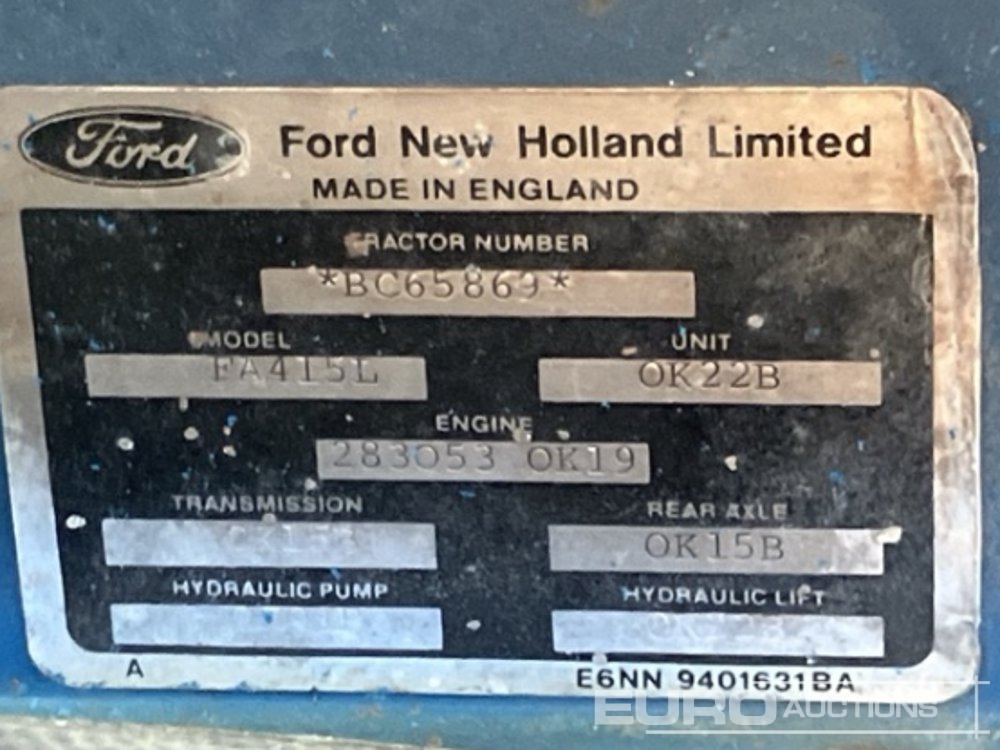 Ford Ford New Holland Limited
MADE IN ENGLAND
TRACTOR NUMBER
*BC65869*
MODEL UNIT
FA415L OK22B
ENGINE
283053 OK19
TRANSMISSION REAR AXLE
OK15B
HYDRAULIC PUMP HYDRAULIC LIFT
A E6NN 9401631BA
EURO AUCTIONS